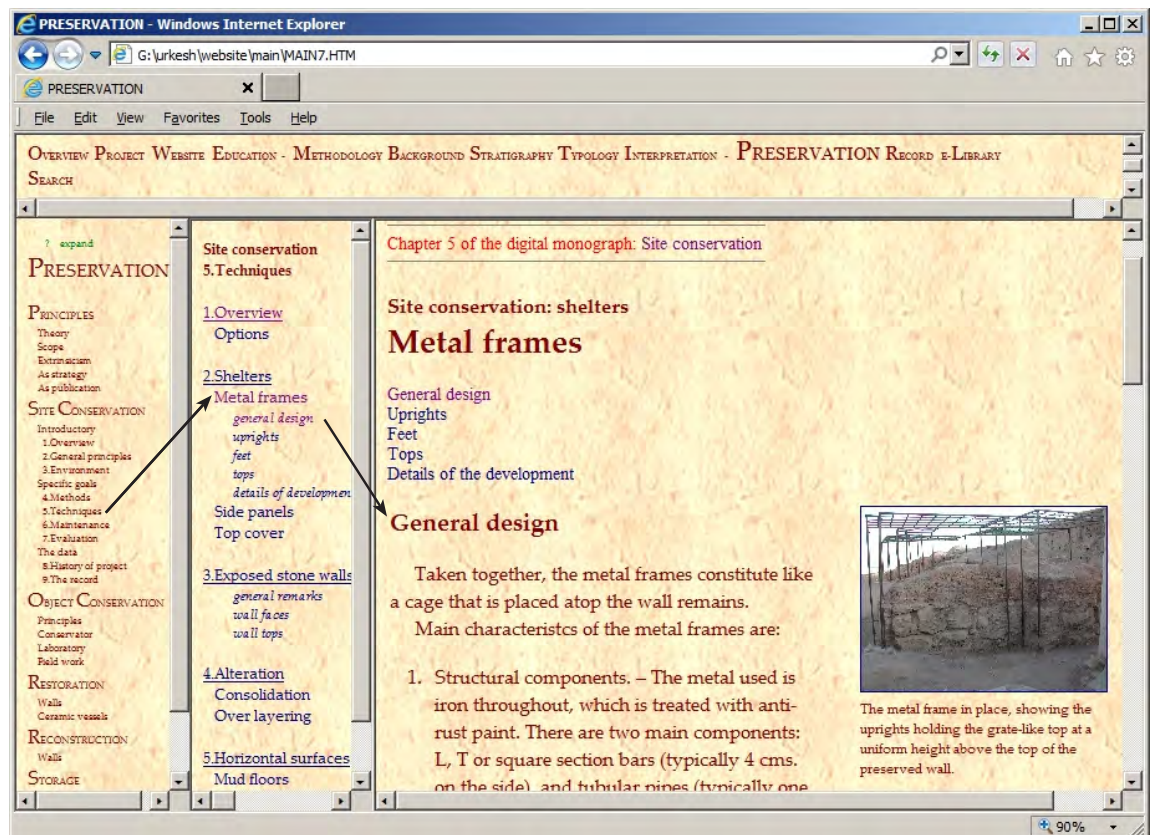 PRESERVATION - Windows Internet Explorer
G:\urkesh\website\main\MAIN7.HTM
PRESERVATION
File Edit View Favorites Tools Help
OVERVIEW PROJECT WEBSITE EDUCATION - METHODOLOGY BACKGROUND STRATIGRAPHY TYPOLOGY INTERPRETATION - PRESERVATION RECORD E-LIBRARY
SEARCH
? expand
PRESERVATION
PRINCIPLES
Theory
Scope
Extrinsicism
As strategy
As publication
SITE CONSERVATION
Introductory
1.Overview
2.General principles
3.Environment
Specific goals
4.Methods
5.Techniques
6.Maintenance
7.Evaluation
The data
8.History of project
9.The record
OBJECT CONSERVATION
Principles
Conservator
Laboratory
Field work
RESTORATION
Walls
Ceramic vessels
RECONSTRUCTION
Walls
STORAGE
Site conservation
5.Techniques
1.Overview
Options
2.Shelters
Metal frames
general design
uprights
feet
tops
details of developmen
Side panels
Top cover
3.Exposed stone walls
general remarks
wall faces
wall tops
4.Alteration
Consolidation
Over layering
5.Horizontal surfaces
Mud floors
Chapter 5 of the digital monograph: Site conservation
Site conservation: shelters
Metal frames
General design
Uprights
Feet
Tops
Details of the development
General design
Taken together, the metal frames constitute like
a cage that is placed atop the wall remains.
Main characteristcs of the metal frames are:
1. Structural components. – The metal used is
iron throughout, which is treated with anti-
rust paint. There are two main components:
L, T or square section bars (typically 4 cms.
on the side), and tubular pipes (typically one
The metal frame in place, showing the
uprights holding the grate-like top at a
uniform height above the top of the
preserved wall.
90%